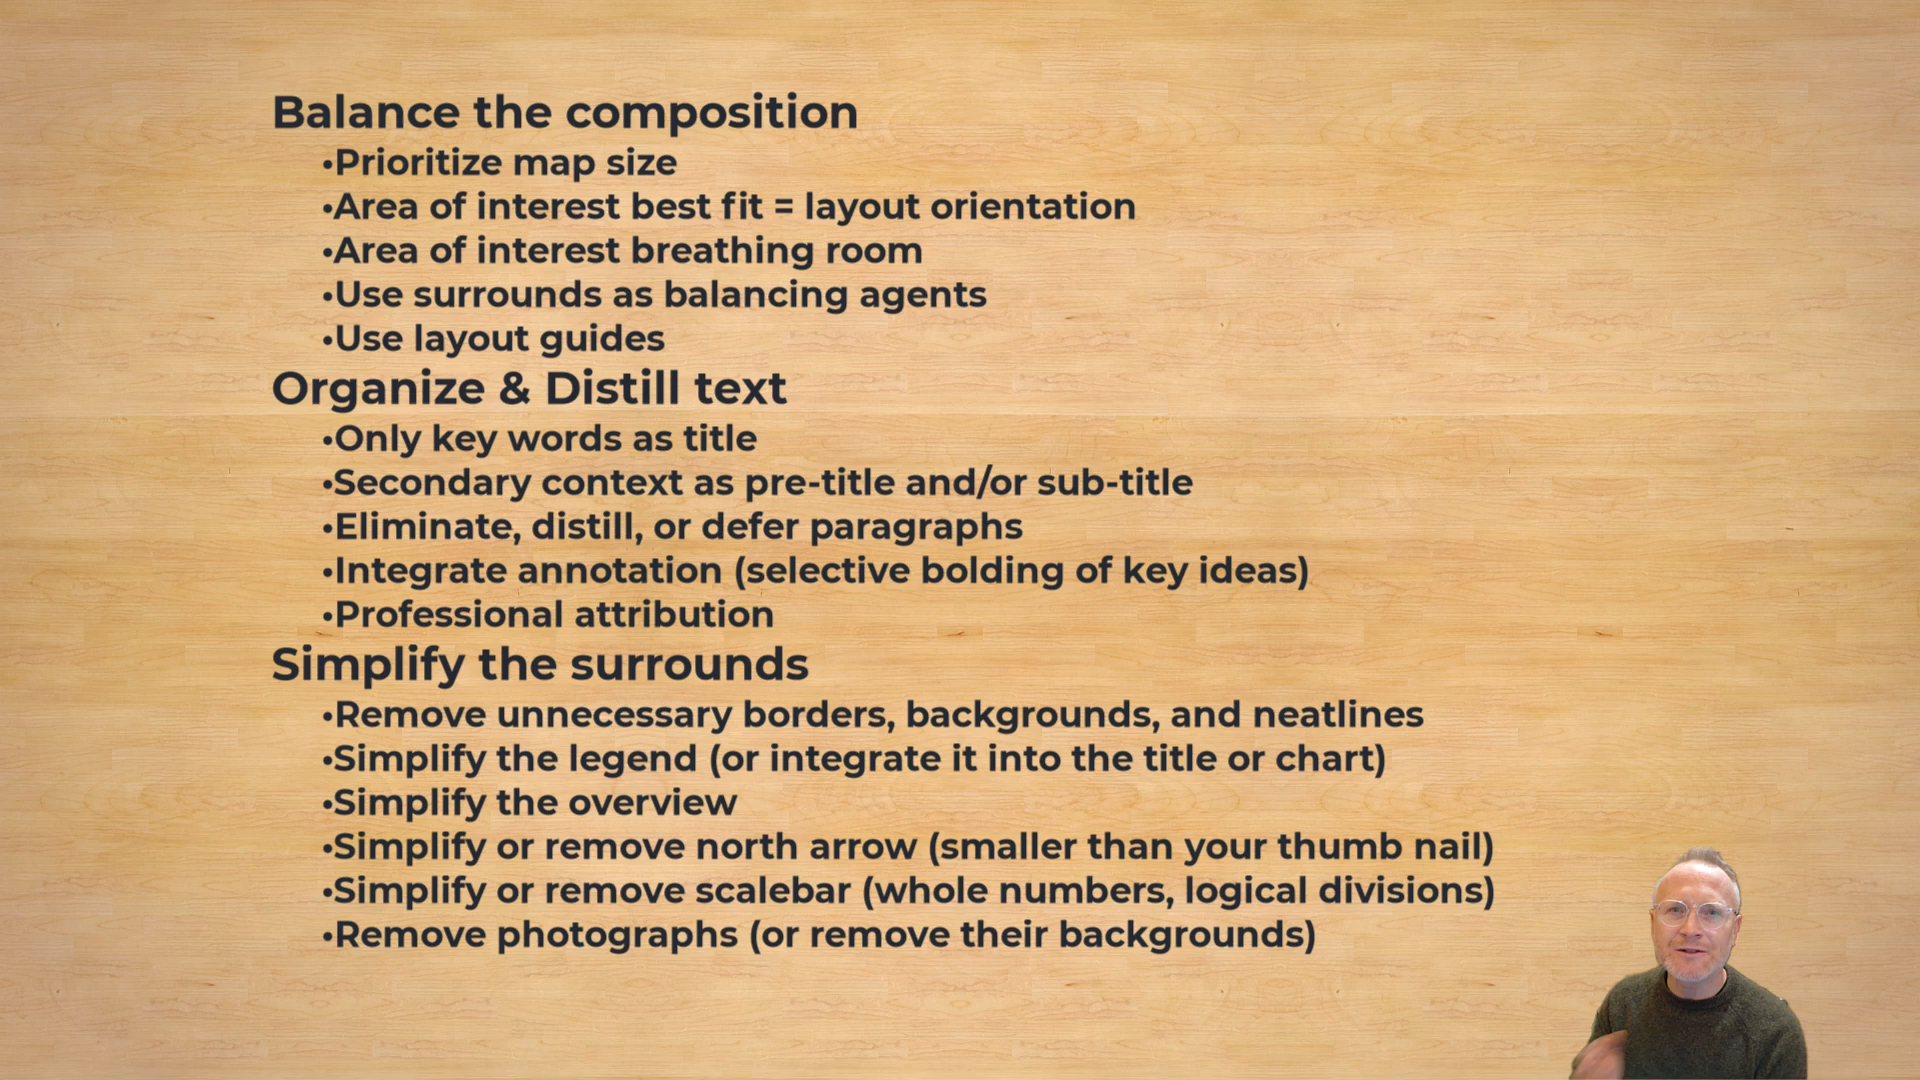 Balance the composition
•Prioritize map size
•Area of interest best fit = layout orientation
•Area of interest breathing room
•Use surrounds as balancing agents
•Use layout guides
Organize & Distill text
•Only key words as title
•Secondary context as pre-title and/or sub-title
•Eliminate, distill, or defer paragraphs
•Integrate annotation (selective bolding of key ideas)
•Professional attribution
Simplify the surrounds
•Remove unnecessary borders, backgrounds, and neatlines
•Simplify the legend (or integrate it into the title or chart)
•Simplify the overview
•Simplify or remove north arrow (smaller than your thumb nail)
•Simplify or remove scalebar (whole numbers, logical divisions)
•Remove photographs (or remove their backgrounds)